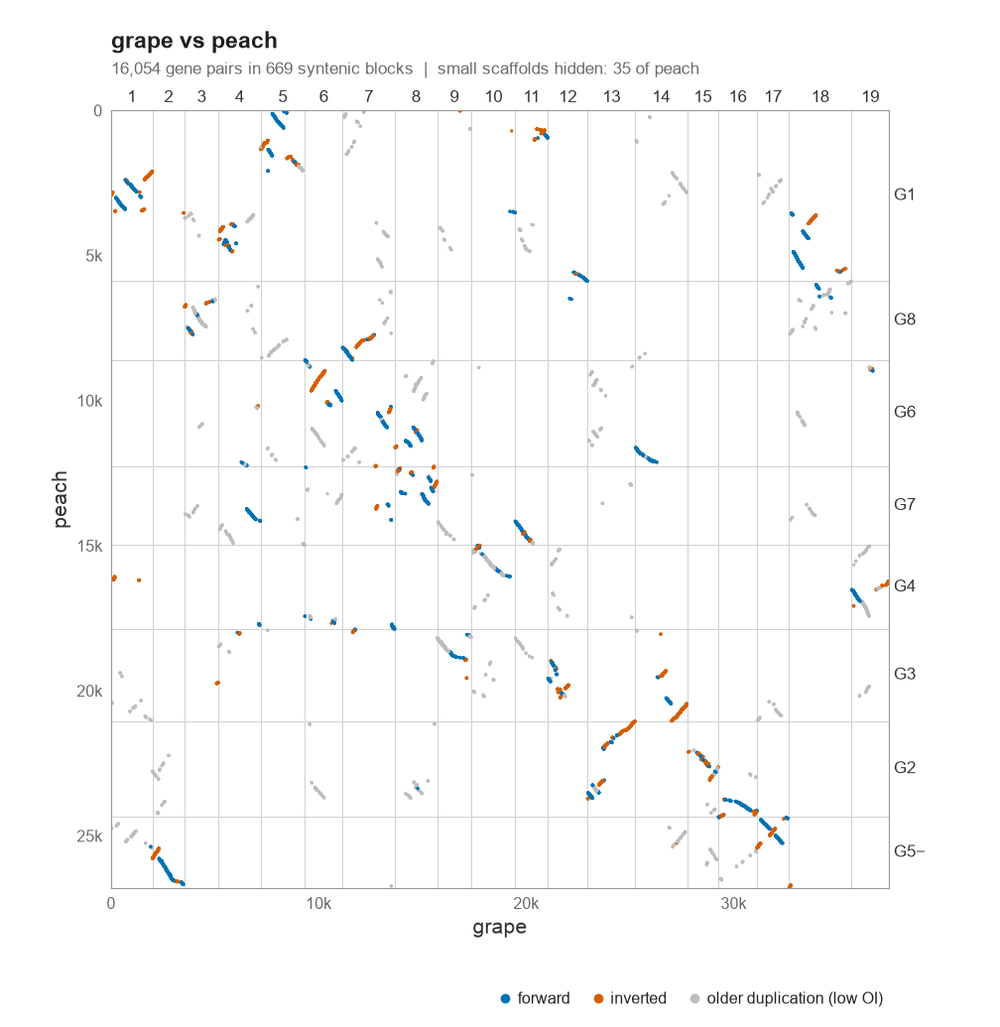 grape vs peach
16,054 gene pairs in 669 syntenic blocks | small scaffolds hidden: 35 of peach
1 2 3 4 5 6 7 8 9 10 11 12 13 14 15 16 17 18 19
0
G1
5k
G8
10k
G6
peach
G7
15k
G4
G3
20k
G2
25k
G5–
0 10k 20k 30k
grape
forward inverted older duplication (low OI)